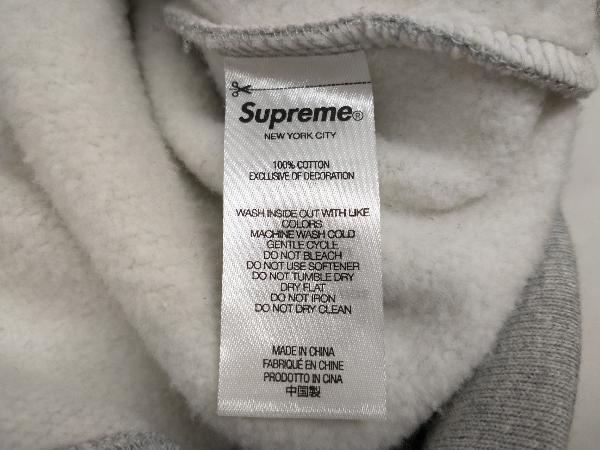 Supreme®
NEW YORK CITY
100% COTTON
EXCLUSIVE OF DECORATION
WASH INSIDE OUT WITH LIKE
COLORS
MACHINE WASH COLD
GENTLE CYCLE
DO NOT BLEACH
DO NOT USE SOFTENER
DO NOT TUMBLE DRY
DRY FLAT
DO NOT IRON
DO NOT DRY CLEAN
MADE IN CHINA
FABRIQUÉ EN CHINE
PRODOTTO IN CINA
中国製